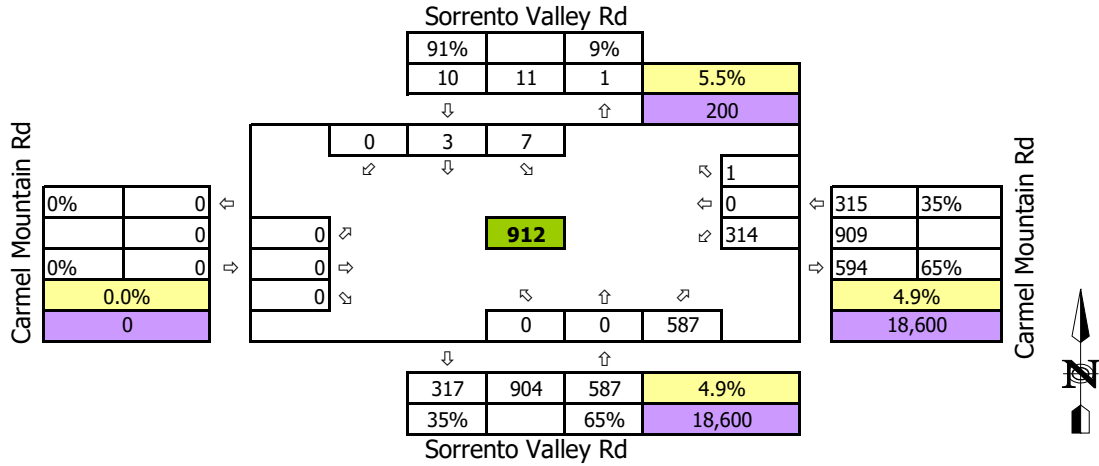 Sorrento Valley Rd
91% 9%
10 11 1 5.5%
⇩ ⇧ 200
0 3 7
⬃ ⇩ ⬂
⬁ 1
Carmel Mountain Rd
0% 0 ⇦
0
0% 0 ⇨
0.0%
0
0 ⬀
0 ⇨
0 ⬂
912
⇦ 0
⬃ 314
⇦ 315 35%
909
⇨ 594 65%
4.9%
18,600
Carmel Mountain Rd
⬁ ⇧ ⬀
0 0 587
⇩ ⇧
317 904 587 4.9%
35% 65% 18,600
Sorrento Valley Rd
N